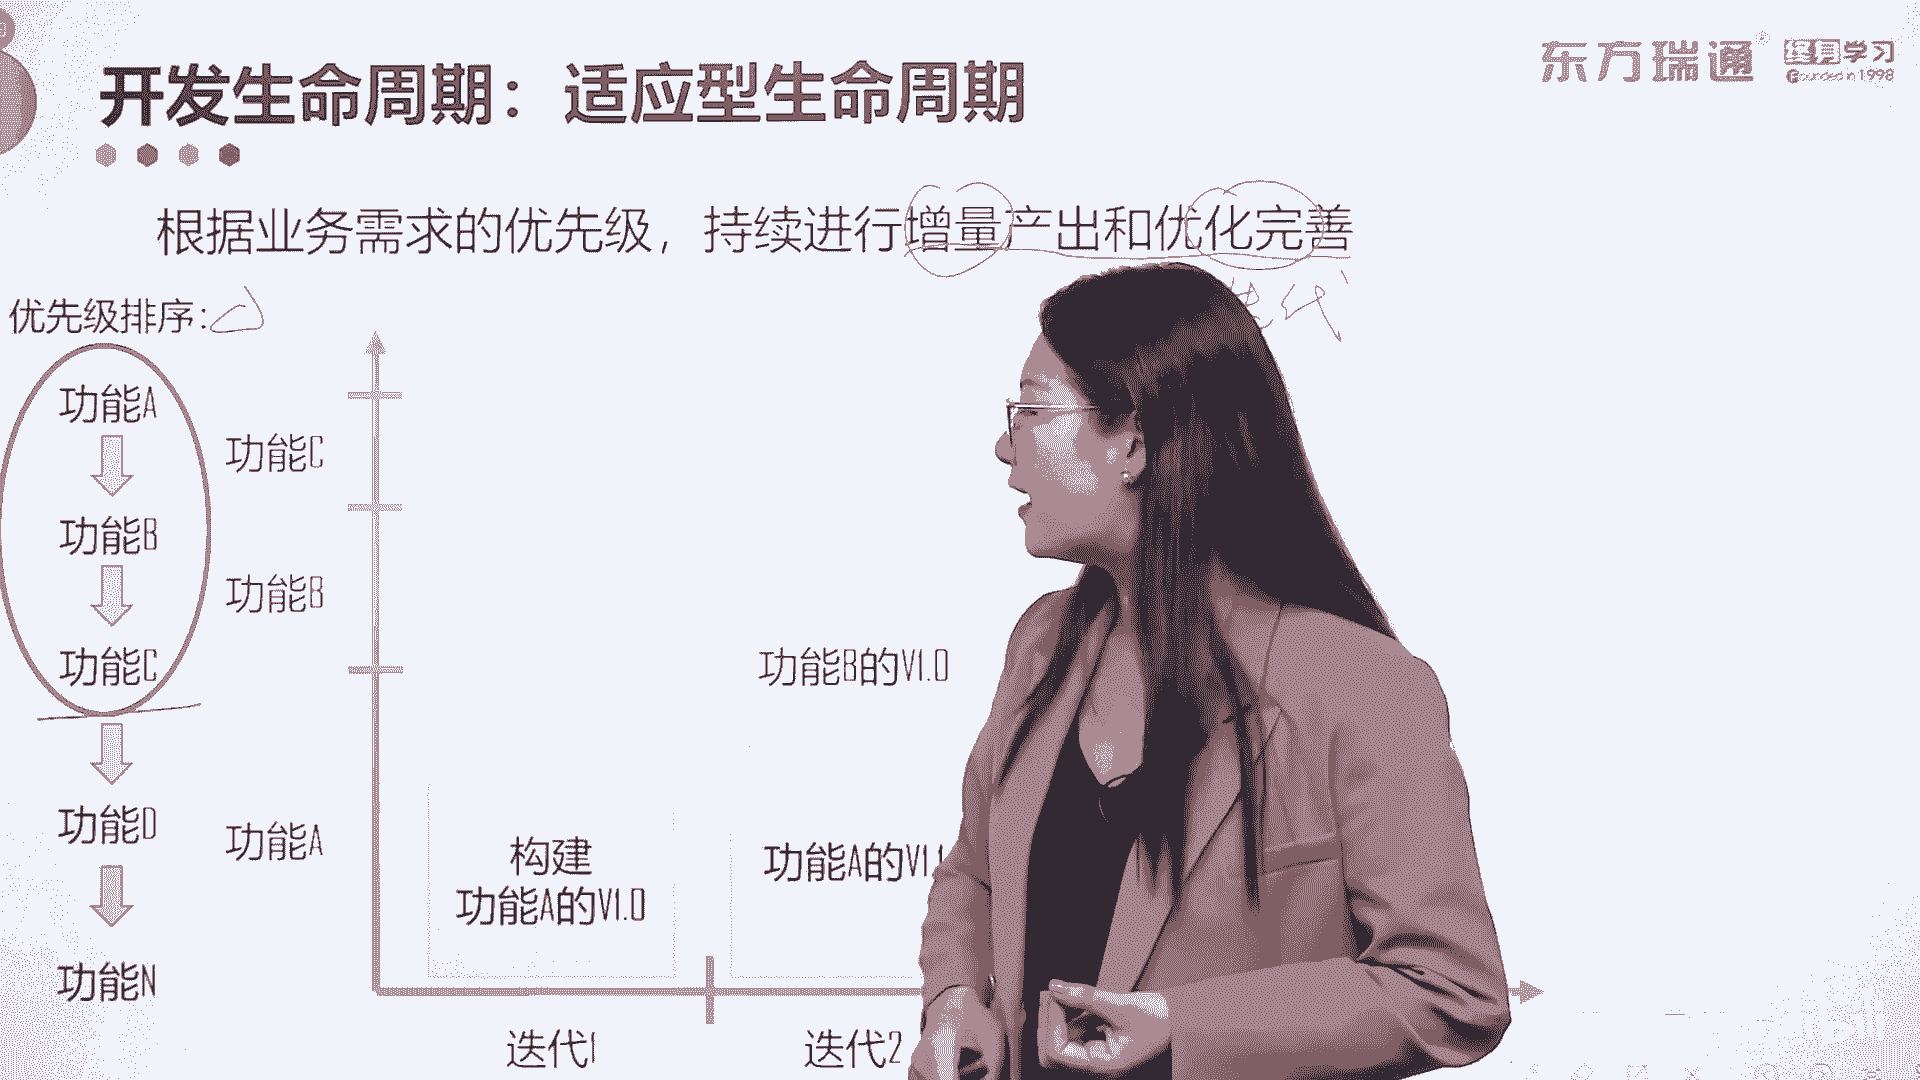 东方瑞通 终身学习
Founded in 1998
开发生命周期：适应型生命周期
根据业务需求的优先级，持续进行增量产出和优化完善
迭代
优先级排序：
功能A
功能B
功能C
功能D
功能N
功能C
功能B
功能A
功能B的V1.0
构建
功能A的V1.0
功能A的V1.1
迭代1
迭代2